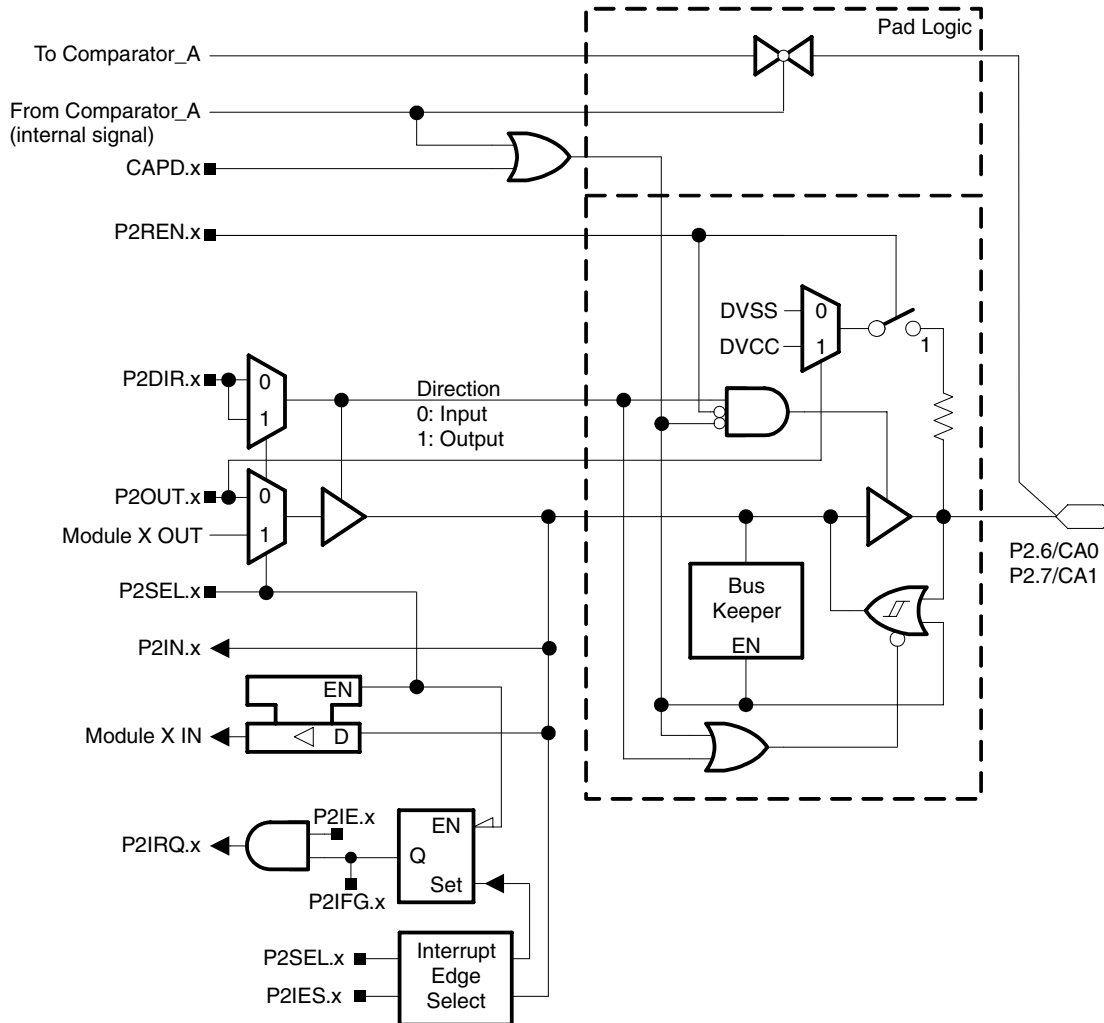 Pad Logic
To Comparator_A
From Comparator_A
(internal signal)
CAPD.x
P2REN.x
DVSS
0
DVCC
1
1
P2DIR.x
0
1
Direction
0: Input
1: Output
P2OUT.x
0
Module X OUT
1
P2SEL.x
Bus
Keeper
EN
P2.6/CA0
P2.7/CA1
P2IN.x
EN
Module X IN
D
P2IE.x
EN
P2IRQ.x
Q
Set
P2IFG.x
P2SEL.x
P2IES.x
Interrupt
Edge
Select